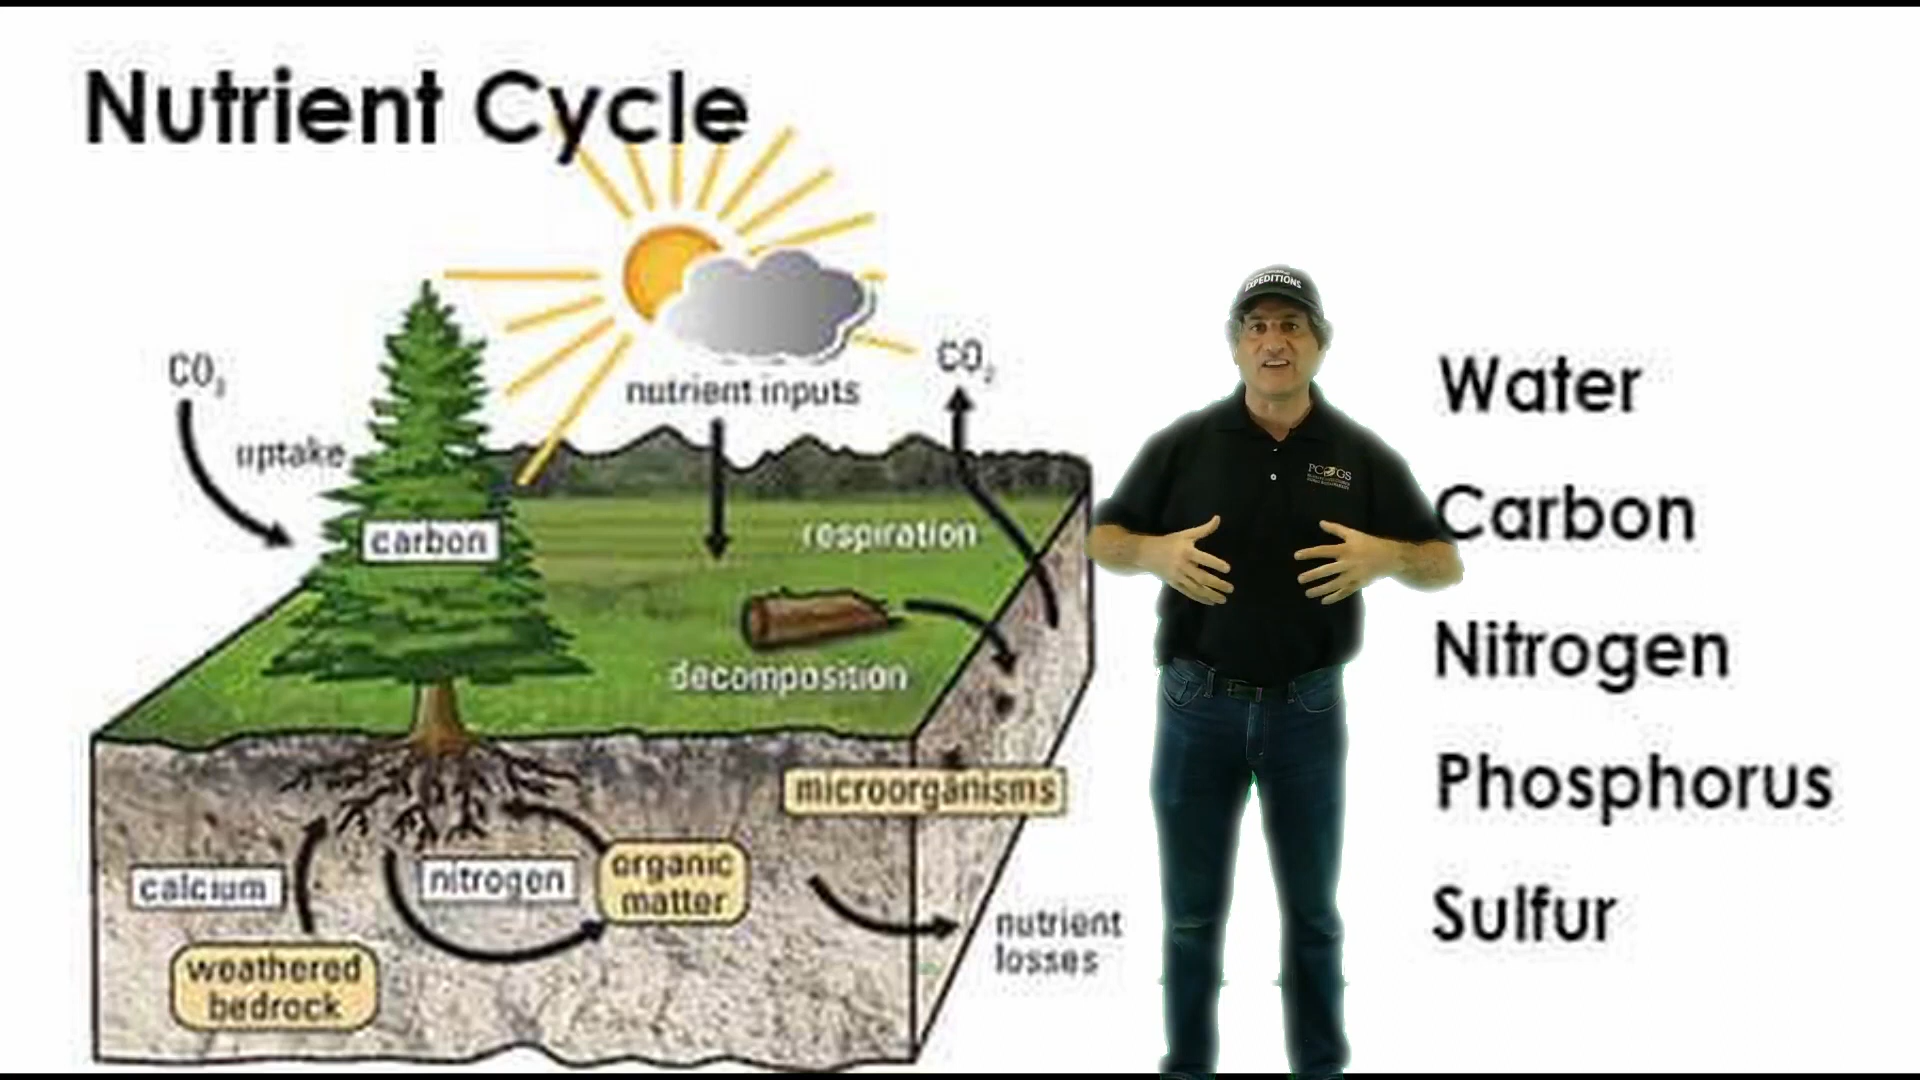 Nutrient Cycle
CO2
uptake
carbon
nutrient inputs
CO2
respiration
decomposition
microorganisms
calcium
nitrogen
organic
matter
weathered
bedrock
nutrient
losses
EXPEDITIONS
PCGS
Water
Carbon
Nitrogen
Phosphorus
Sulfur